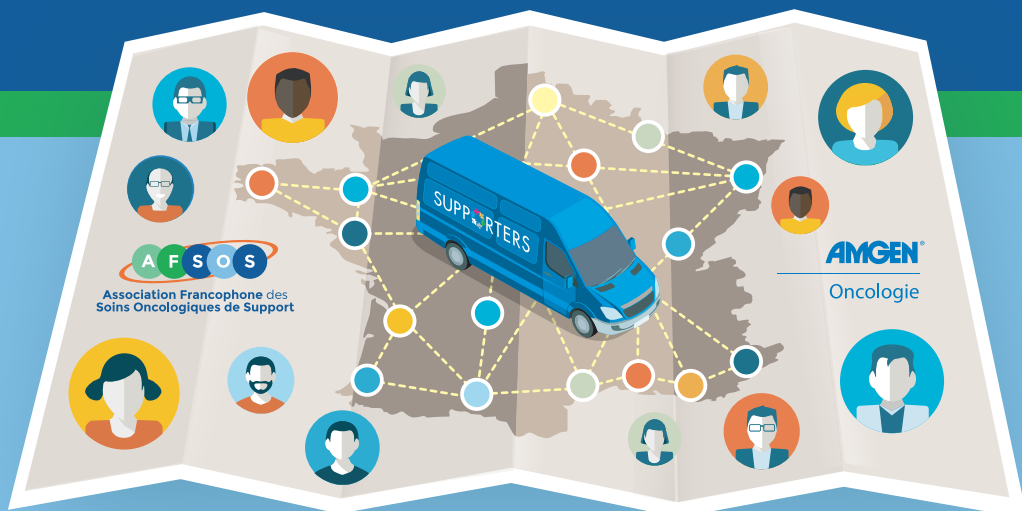 SUPPORTERS
AFSOS
Association Francophone des
Soins Oncologiques de Support
AMGEN®
Oncologie